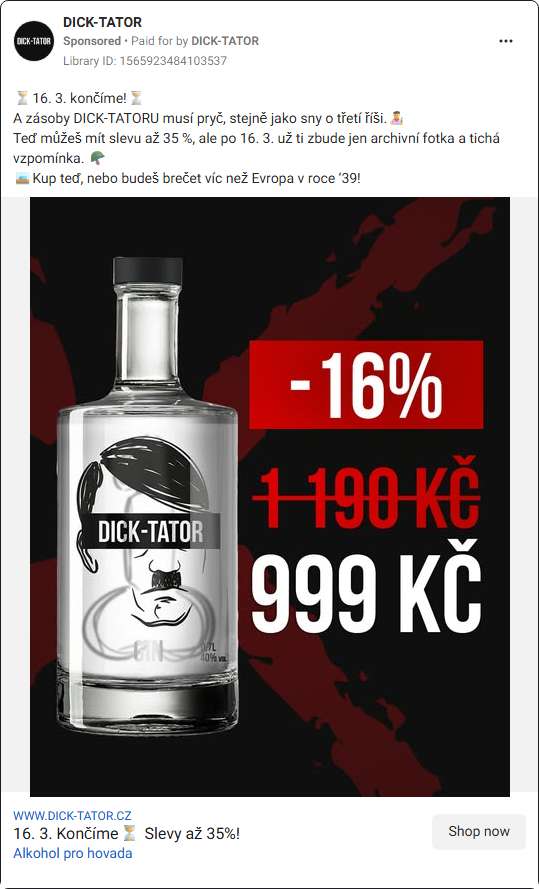 DICK-TATOR
DICK-TATOR
Sponsored • Paid for by DICK-TATOR
Library ID: 1565923484103537
⏳ 16. 3. končíme! ⏳
A zásoby DICK-TATORU musí pryč, stejně jako sny o třetí říši.
Teď můžeš mít slevu až 35 %, ale po 16. 3. už ti zbude jen archivní fotka a tichá
vzpomínka. 🪖
Kup teď, nebo budeš brečet víc než Evropa v roce ‘39!
-16%
1 190 KČ
999 KČ
DICK-TATOR
GIN
0,7L
40% VOL.
WWW.DICK-TATOR.CZ
16. 3. Končíme ⏳ Slevy až 35%!
Alkohol pro hovada
Shop now